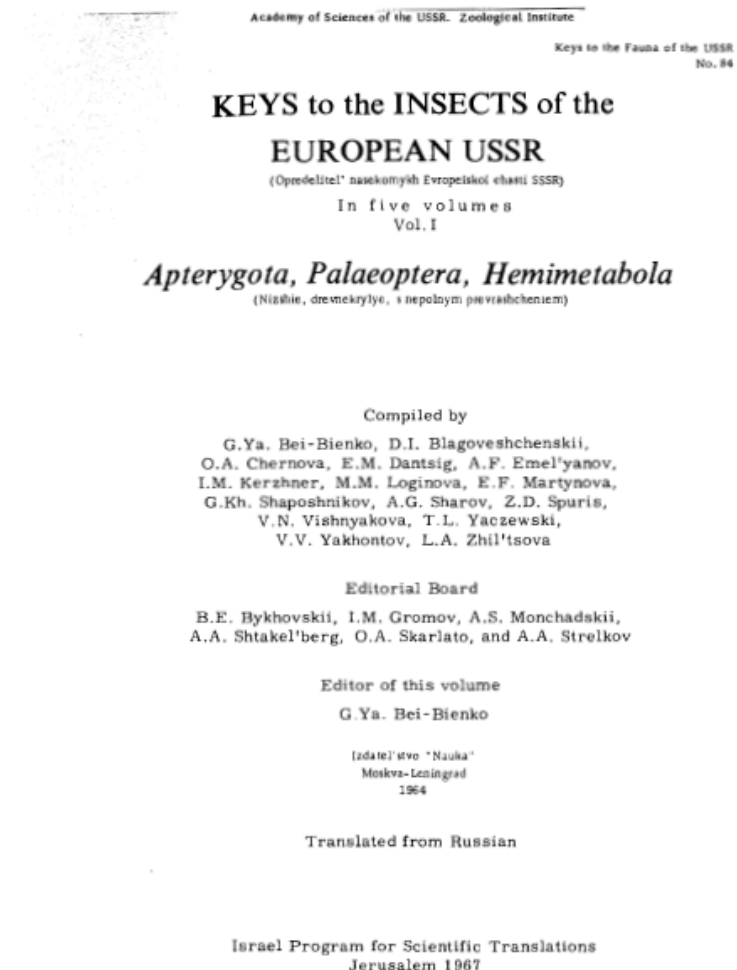 Academy of Sciences of the USSR. Zoological Institute
Keys to the Fauna of the USSR
No. 84
KEYS to the INSECTS of the
EUROPEAN USSR
(Opredelitel' nasekomykh Evropeiskoi chasti SSSR)
In five volumes
Vol. I
Apterygota, Palaeoptera, Hemimetabola
(Nizshie, drevnekrylye, s nepolnym prevrashcheniem)
Compiled by
G.Ya. Bei-Bienko, D.I. Blagoveshchenskii,
O.A. Chernova, E.M. Dantsig, A.F. Emel'yanov,
I.M. Kerzhner, M.M. Loginova, E.F. Martynova,
G.Kh. Shaposhnikov, A.G. Sharov, Z.D. Spuris,
V.N. Vishnyakova, T.L. Yaczewski,
V.V. Yakhontov, L.A. Zhil'tsova
Editorial Board
B.E. Bykhovskii, I.M. Gromov, A.S. Monchadskii,
A.A. Shtakel'berg, O.A. Skarlato, and A.A. Strelkov
Editor of this volume
G.Ya. Bei-Bienko
Izdatel'stvo "Nauka"
Moskva-Leningrad
1964
Translated from Russian
Israel Program for Scientific Translations
Jerusalem 1967